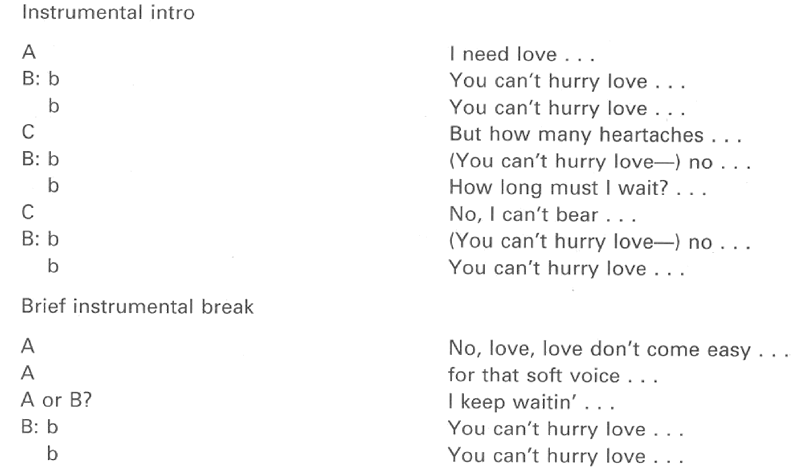 Instrumental intro
A I need love . . .
B: b You can't hurry love . . .
b You can't hurry love . . .
C But how many heartaches . . .
B: b (You can't hurry love—) no . . .
b How long must I wait? . . .
C No, I can't bear . . .
B: b (You can't hurry love—) no . . .
b You can't hurry love . . .
Brief instrumental break
A No, love, love don't come easy . . .
A for that soft voice . . .
A or B? I keep waitin' . . .
B: b You can't hurry love . . .
b You can't hurry love . . .